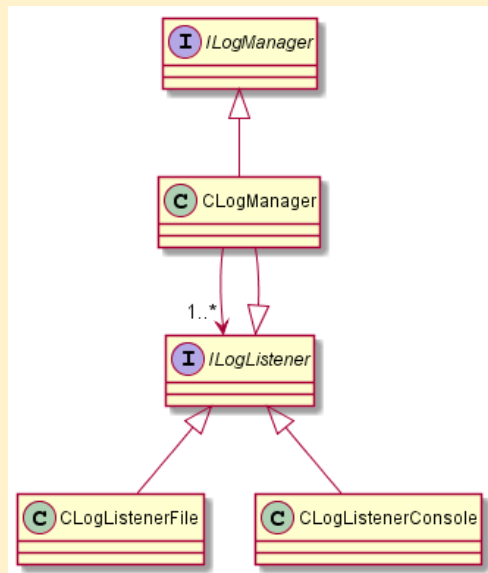 I ILogManager
C CLogManager
1..*
I ILogListener
C CLogListenerFile
C CLogListenerConsole